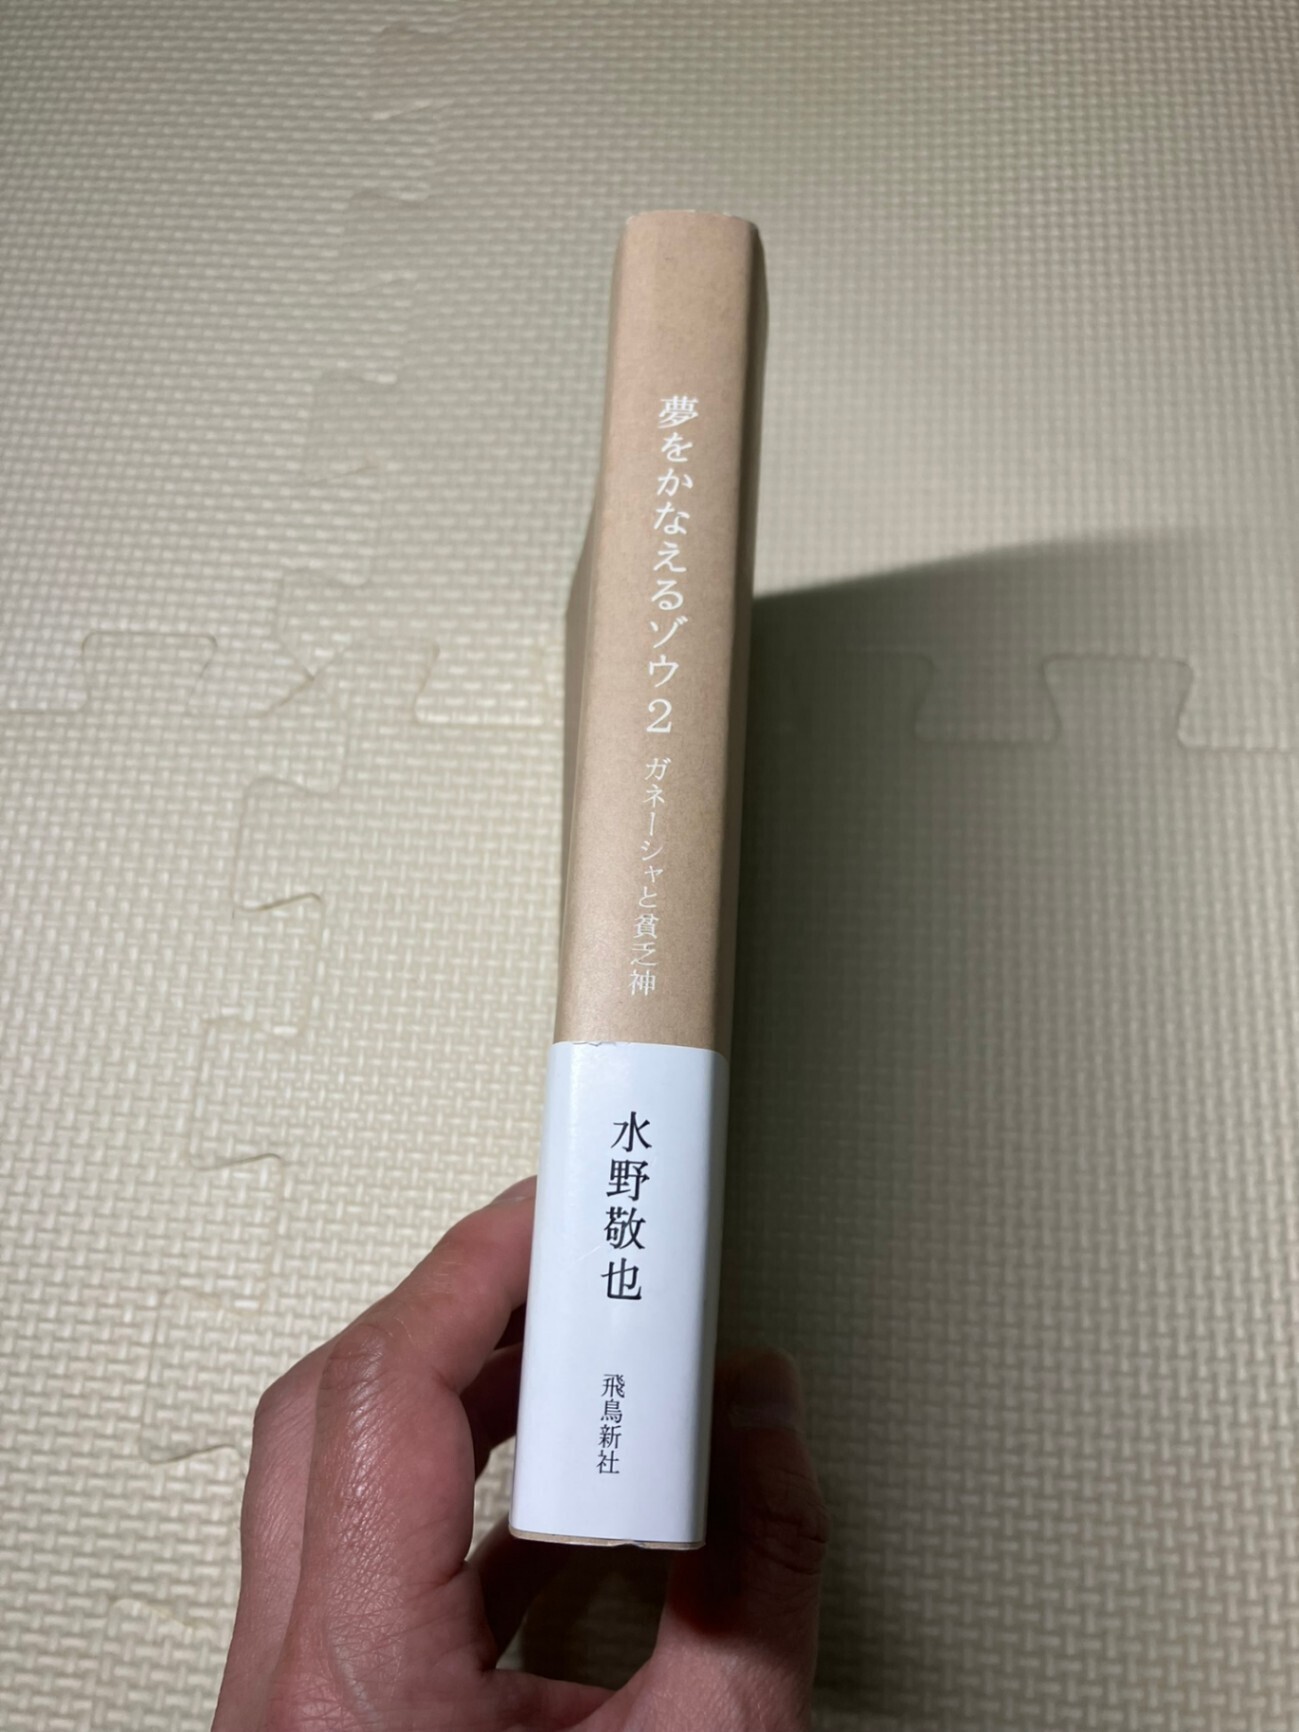 夢をかなえるゾウ2
ガネーシャと貧乏神
水野敬也
飛鳥新社